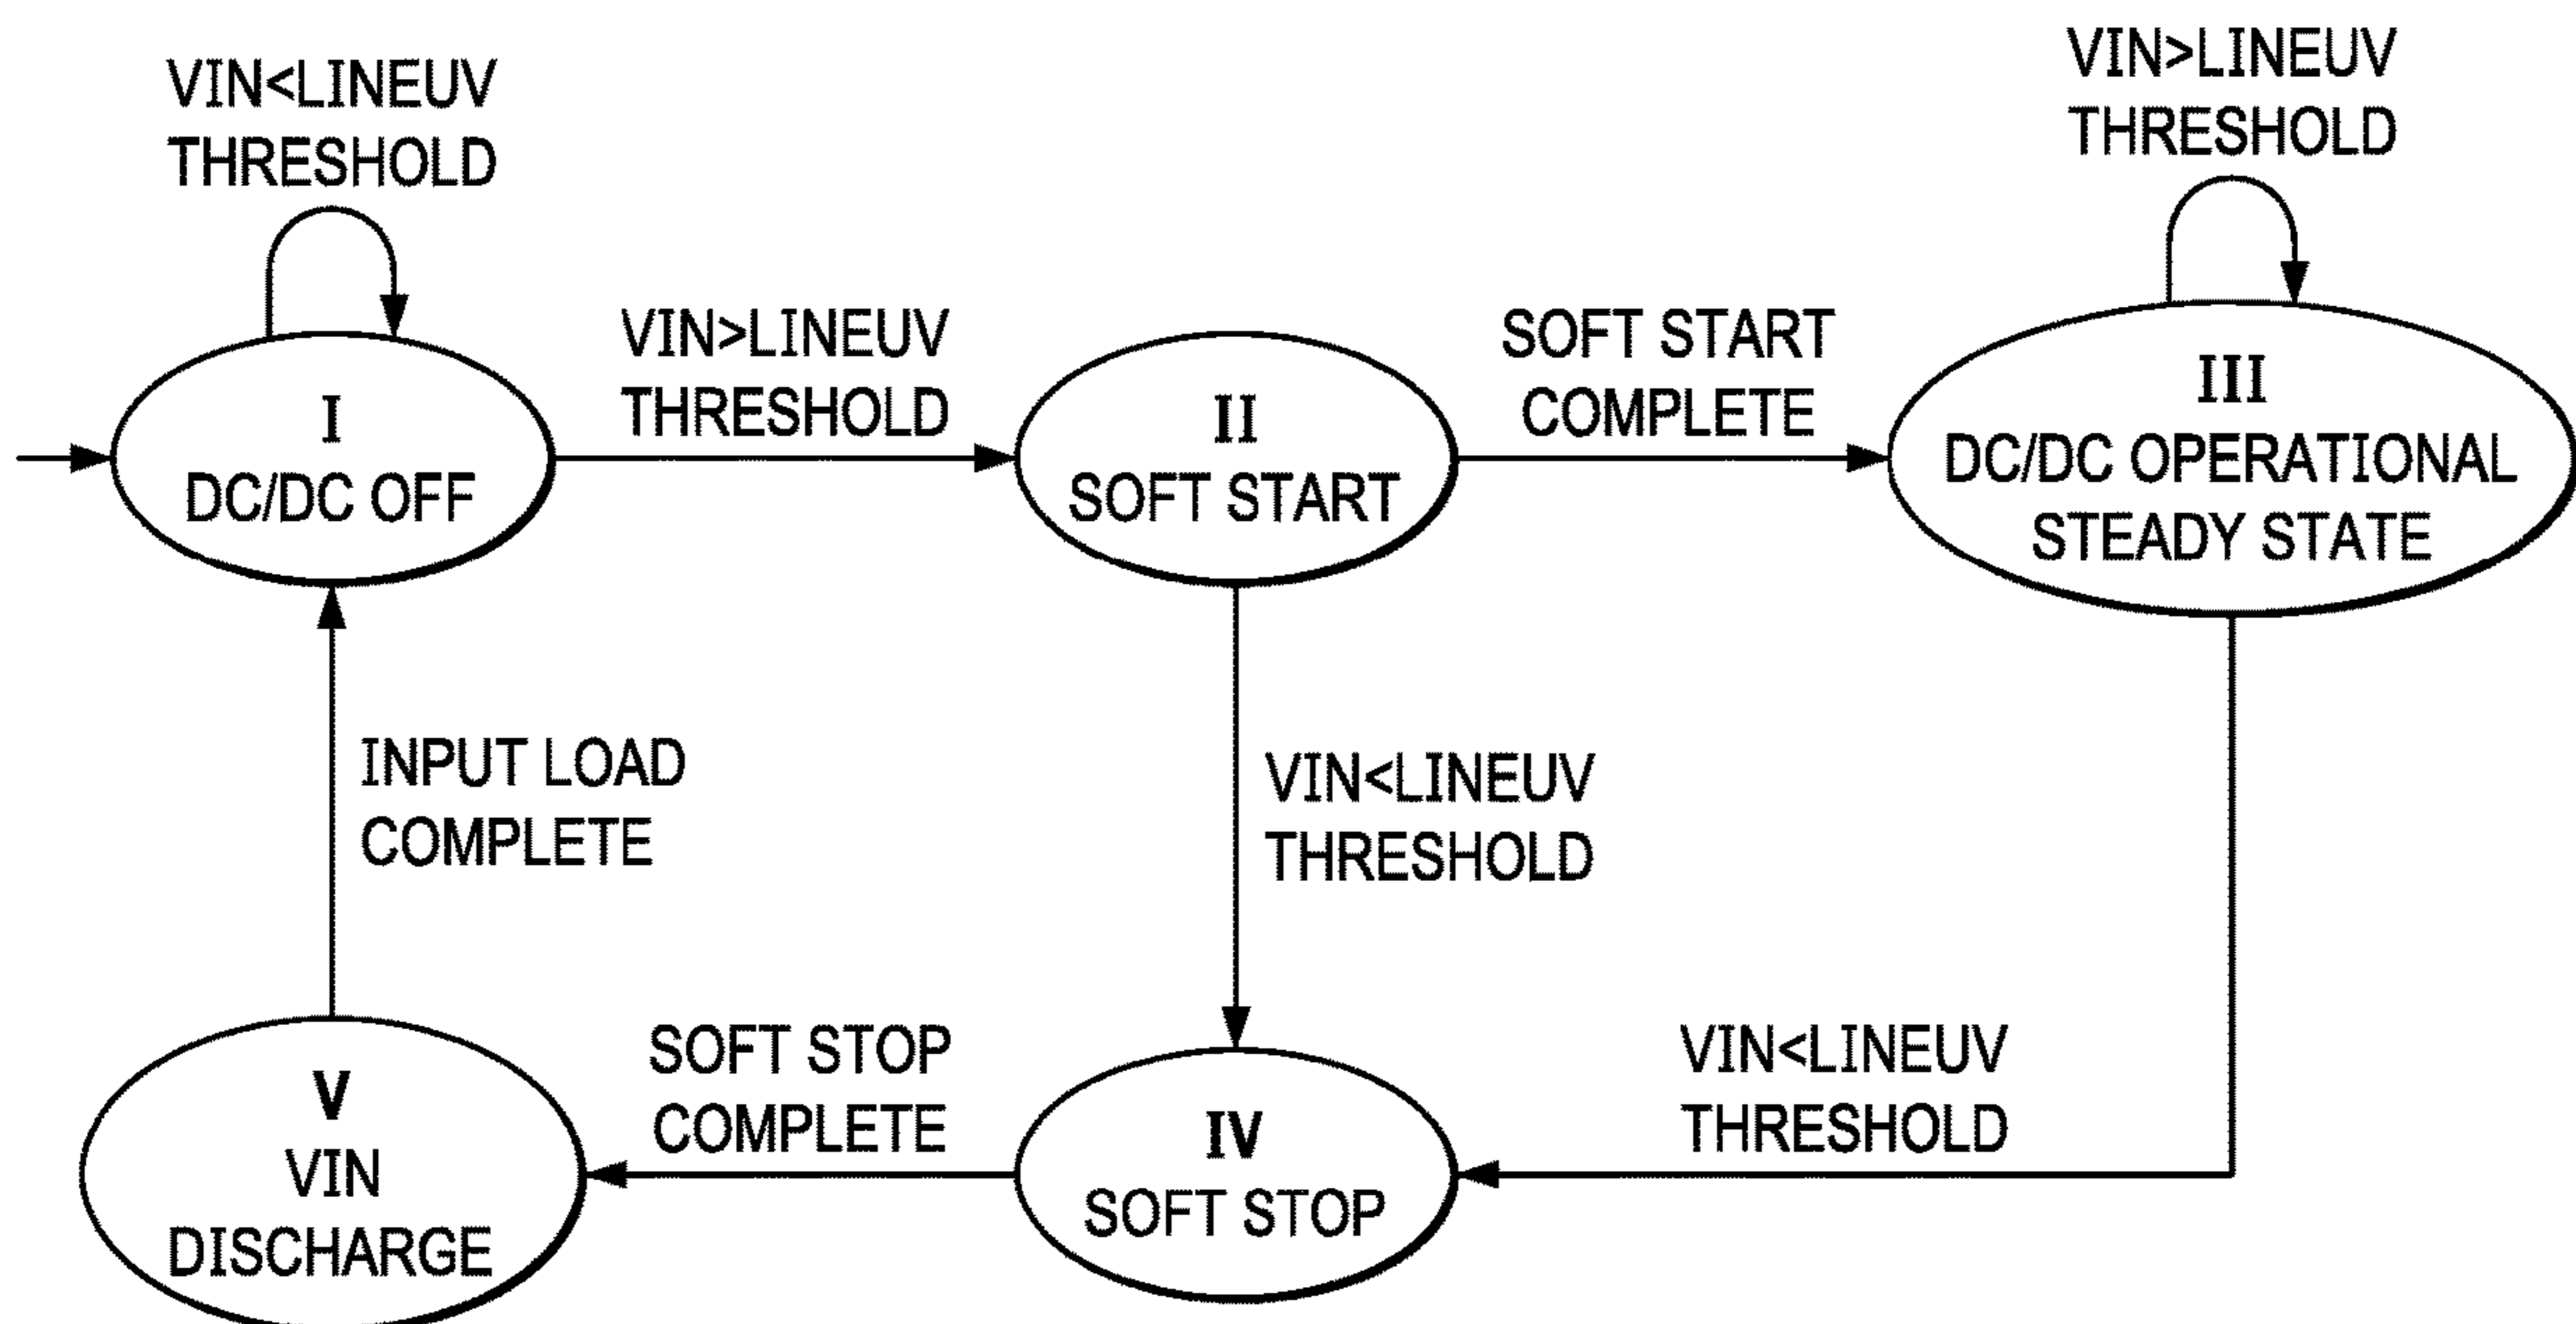 VIN<LINEUV
THRESHOLD
VIN>LINEUV
THRESHOLD
VIN>LINEUV
THRESHOLD
SOFT START
COMPLETE
I
DC/DC OFF
II
SOFT START
III
DC/DC OPERATIONAL
STEADY STATE
INPUT LOAD
COMPLETE
VIN<LINEUV
THRESHOLD
SOFT STOP
COMPLETE
VIN<LINEUV
THRESHOLD
V
VIN
DISCHARGE
IV
SOFT STOP